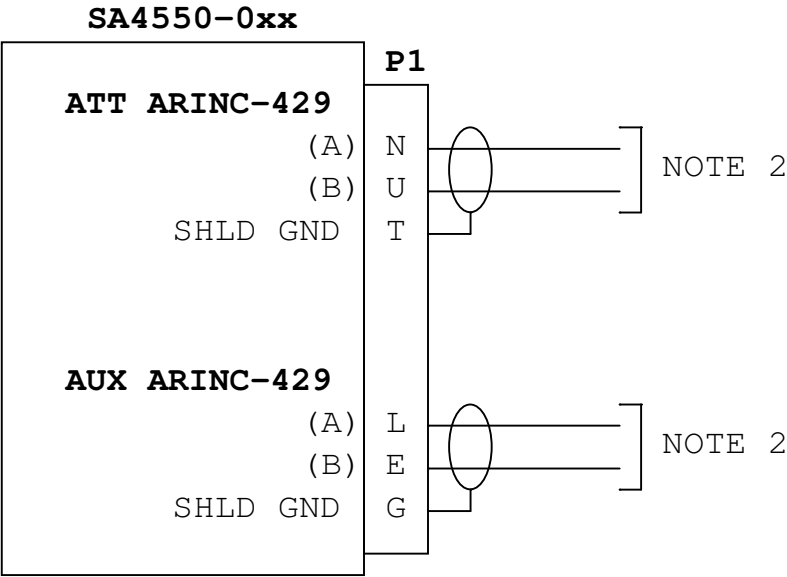 SA4550-0xx
P1
ATT ARINC-429
(A) N
(B) U
SHLD GND T
NOTE 2
AUX ARINC-429
(A) L
(B) E
SHLD GND G
NOTE 2